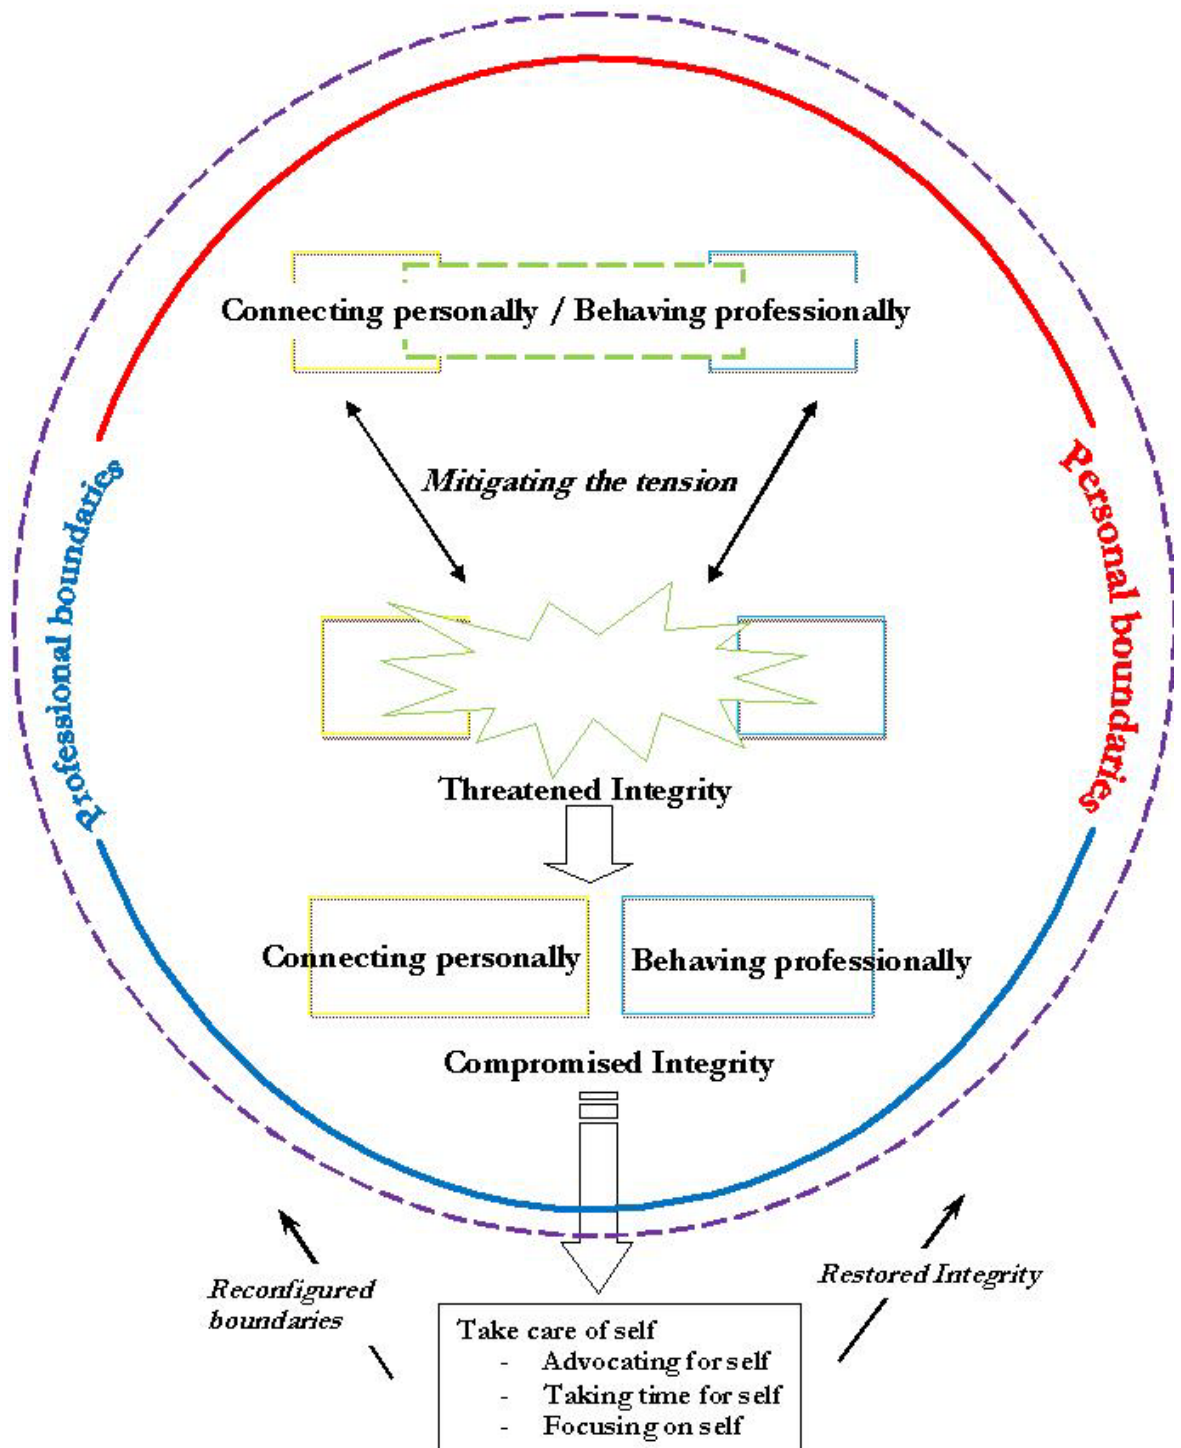 Connecting personally / Behaving professionally
Mitigating the tension
Professional boundaries
Personal boundaries
Threatened Integrity
Connecting personally
Behaving professionally
Compromised Integrity
Reconfigured
boundaries
Restored Integrity
Take care of self
- Advocating for self
- Taking time for self
- Focusing on self